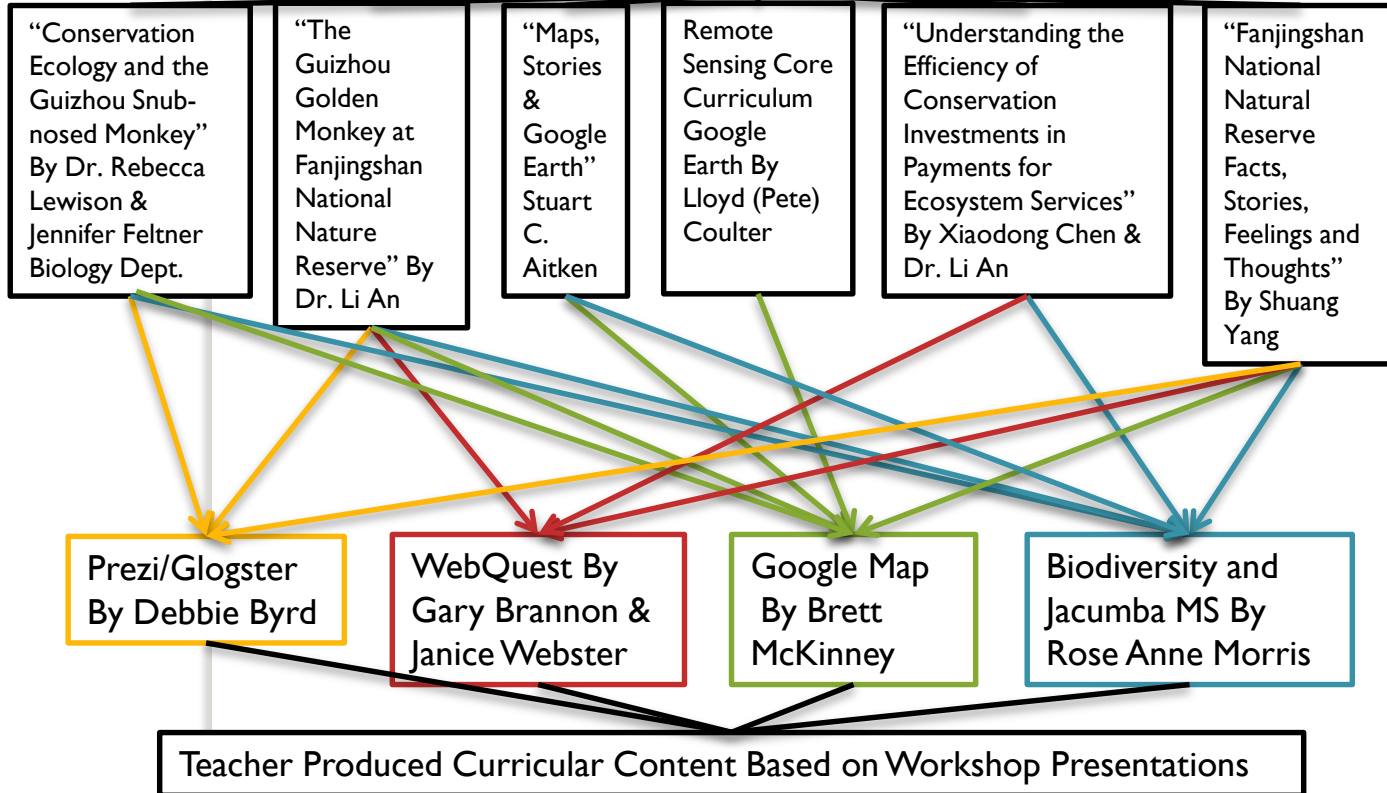 “Conservation
Ecology and the
Guizhou Snub-
nosed Monkey”
By Dr. Rebecca
Lewison &
Jennifer Feltner
Biology Dept.
“The
Guizhou
Golden
Monkey at
Fanjingshan
National
Nature
Reserve” By
Dr. Li An
“Maps,
Stories
&
Google
Earth”
Stuart
C.
Aitken
Remote
Sensing Core
Curriculum
Google
Earth By
Lloyd (Pete)
Coulter
“Understanding the
Efficiency of
Conservation
Investments in
Payments for
Ecosystem Services”
By Xiaodong Chen &
Dr. Li An
“Fanjingshan
National
Natural
Reserve
Facts,
Stories,
Feelings and
Thoughts”
By Shuang
Yang
Prezi/Glogster
By Debbie Byrd
WebQuest By
Gary Brannon &
Janice Webster
Google Map
By Brett
McKinney
Biodiversity and
Jacumba MS By
Rose Anne Morris
Teacher Produced Curricular Content Based on Workshop Presentations